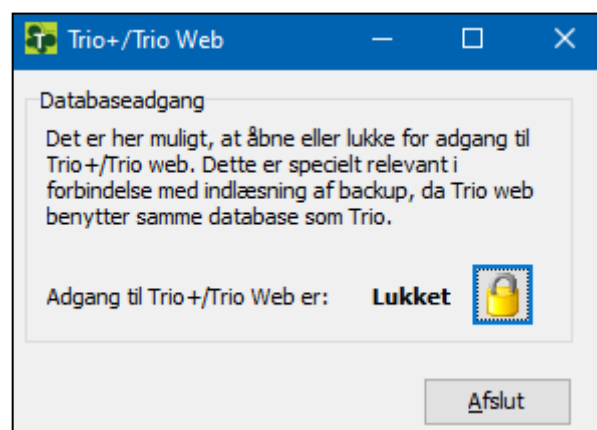 Trio+/Trio Web
Databaseadgang
Det er her muligt, at åbne eller lukke for adgang til
Trio+/Trio web. Dette er specielt relevant i
forbindelse med indlæsning af backup, da Trio web
benytter samme database som Trio.
Adgang til Trio+/Trio Web er: Lukket
Afslut